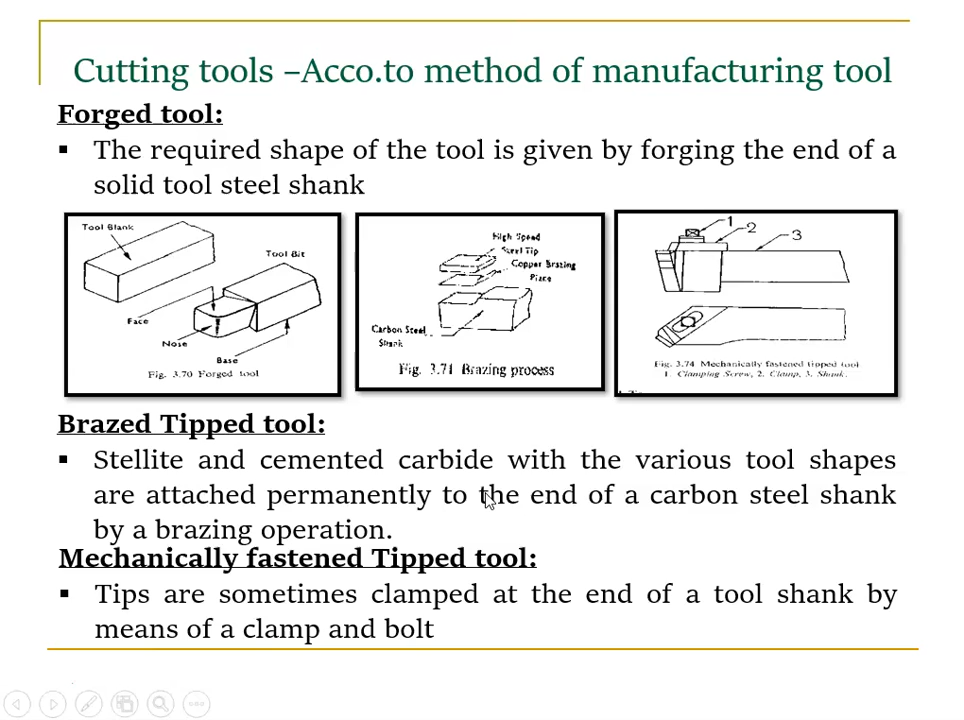 Cutting tools –Acco.to method of manufacturing tool
Forged tool:
▪ The required shape of the tool is given by forging the end of a
solid tool steel shank
Tool Blank
Tool Bit
Face
Nose
Base
Fig. 3.70 Forged tool
High Speed
Steel Tip
Copper Brazing
Carbon Steel
Shank
Fig. 3.71 Brazing process
1
2
3
Fig. 3.74 Mechanically fastened tipped tool
1. Clamping Screw, 2. Clamp, 3. Shank.
Brazed Tipped tool:
▪ Stellite and cemented carbide with the various tool shapes
are attached permanently to the end of a carbon steel shank
by a brazing operation.
Mechanically fastened Tipped tool:
▪ Tips are sometimes clamped at the end of a tool shank by
means of a clamp and bolt